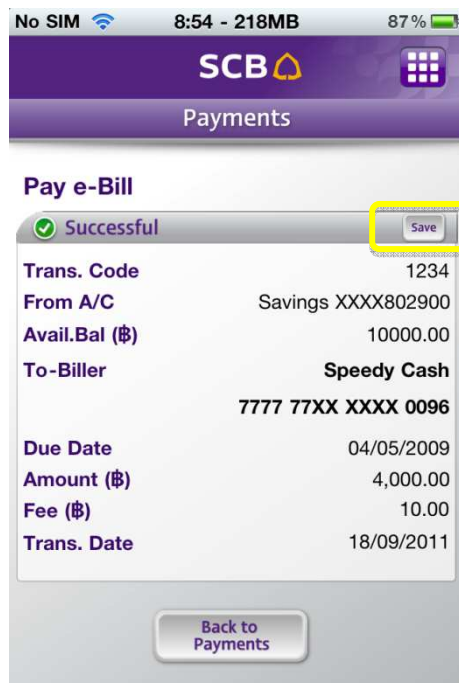 No SIM 8:54 - 218MB 87%
SCB
Payments
Pay e-Bill
Successful Save
Trans. Code 1234
From A/C Savings XXXX802900
Avail.Bal (฿) 10000.00
To-Biller Speedy Cash
7777 77XX XXXX 0096
Due Date 04/05/2009
Amount (฿) 4,000.00
Fee (฿) 10.00
Trans. Date 18/09/2011
Back to
Payments